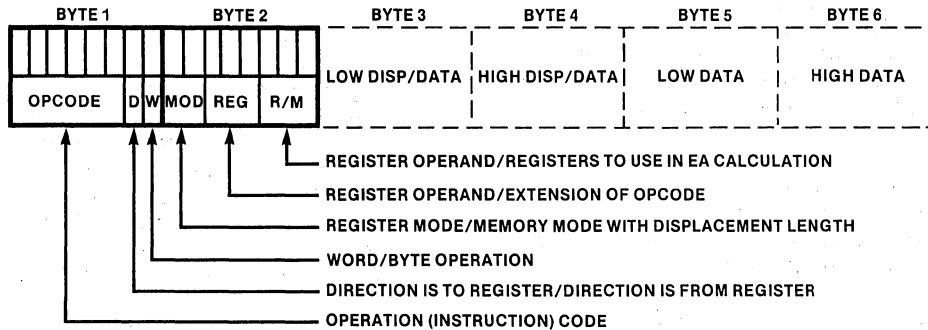 BYTE 1 BYTE 2 BYTE 3 BYTE 4 BYTE 5 BYTE 6
LOW DISP/DATA HIGH DISP/DATA LOW DATA HIGH DATA
OPCODE D W MOD REG R/M
REGISTER OPERAND/REGISTERS TO USE IN EA CALCULATION
REGISTER OPERAND/EXTENSION OF OPCODE
REGISTER MODE/MEMORY MODE WITH DISPLACEMENT LENGTH
WORD/BYTE OPERATION
DIRECTION IS TO REGISTER/DIRECTION IS FROM REGISTER
OPERATION (INSTRUCTION) CODE